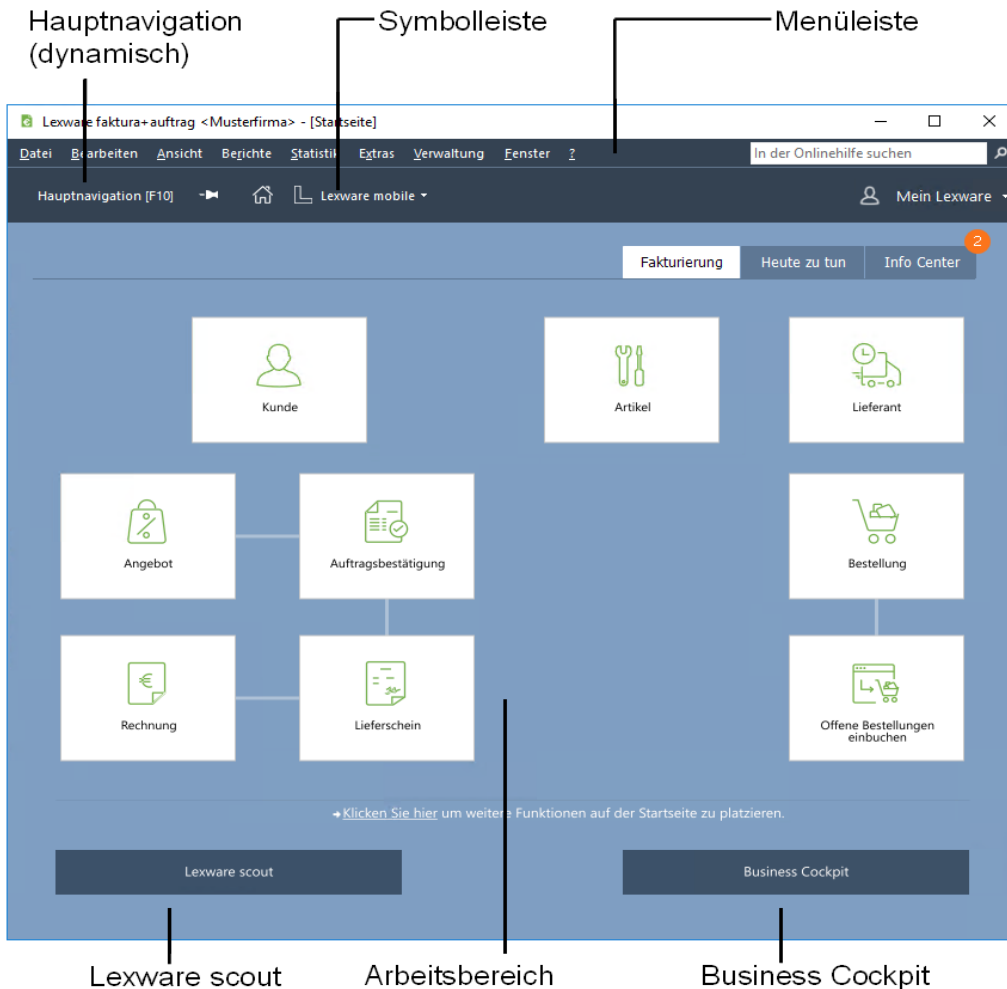 Hauptnavigation
(dynamisch)
Symbolleiste
Menüleiste
Lexware faktura+auftrag <Musterfirma> - [Startseite]
Datei Bearbeiten Ansicht Berichte Statistik Extras Verwaltung Fenster ? In der Onlinehilfe suchen
Hauptnavigation [F10] Lexware mobile Mein Lexware
2
Fakturierung Heute zu tun Info Center
Kunde Artikel Lieferant
Angebot Auftragsbestätigung Bestellung
Rechnung Lieferschein Offene Bestellungen
einbuchen
Klicken Sie hier um weitere Funktionen auf der Startseite zu platzieren.
Lexware scout Business Cockpit
Lexware scout Arbeitsbereich Business Cockpit